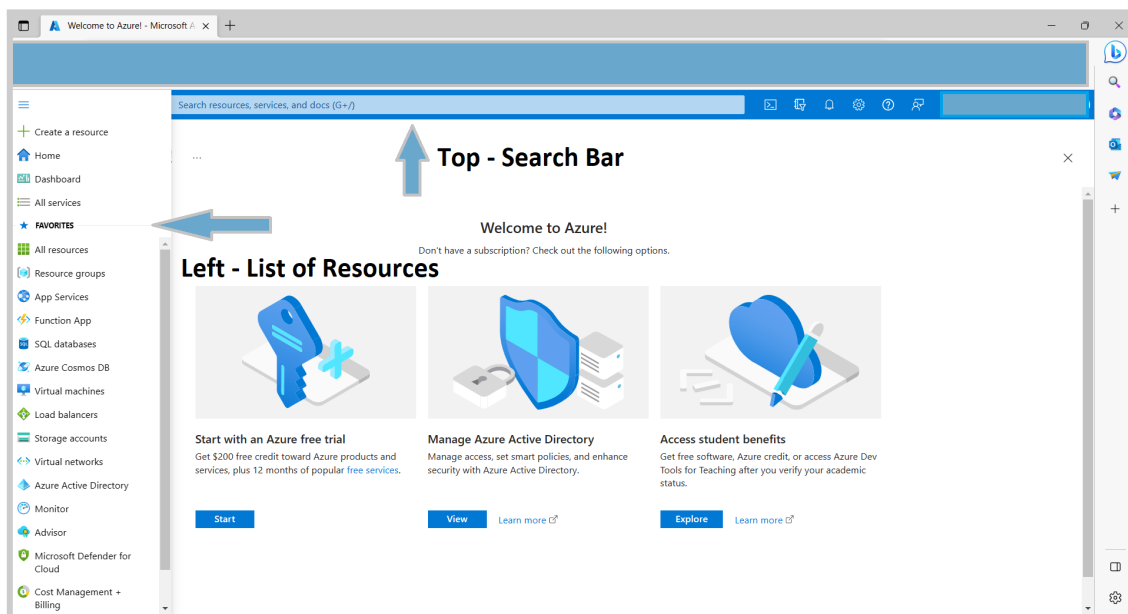 Welcome to Azure! - Microsoft A
Search resources, services, and docs (G+/)
Create a resource
Home
Dashboard
All services
FAVORITES
All resources
Resource groups
App Services
Function App
SQL databases
Azure Cosmos DB
Virtual machines
Load balancers
Storage accounts
Virtual networks
Azure Active Directory
Monitor
Advisor
Microsoft Defender for
Cloud
Cost Management +
Billing
...
Top - Search Bar
Welcome to Azure!
Don't have a subscription? Check out the following options.
Left - List of Resources
Start with an Azure free trial
Get $200 free credit toward Azure products and
services, plus 12 months of popular free services.
Start
Manage Azure Active Directory
Manage access, set smart policies, and enhance
security with Azure Active Directory.
View Learn more
Access student benefits
Get free software, Azure credit, or access Azure Dev
Tools for Teaching after you verify your academic
status.
Explore Learn more